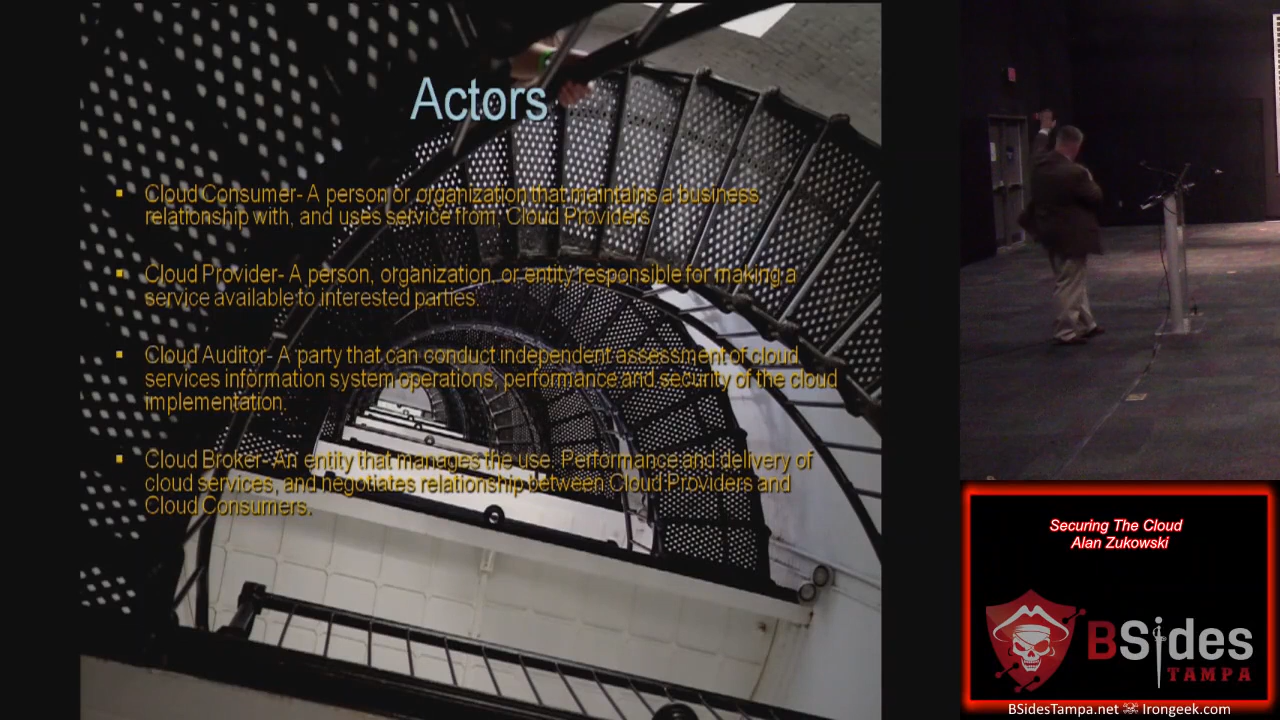 Actors
Cloud Consumer- A person or organization that maintains a business
relationship with, and uses service from, Cloud Providers
Cloud Provider- A person, organization, or entity responsible for making a
service available to interested parties.
Cloud Auditor- A party that can conduct independent assessment of cloud
services information system operations, performance and security of the cloud
implementation.
Cloud Broker- An entity that manages the use, Performance and delivery of
cloud services, and negotiates relationship between Cloud Providers and
Cloud Consumers.
Securing The Cloud
Alan Zukowski
BSides
TAMPA
BSidesTampa.net Irongeek.com